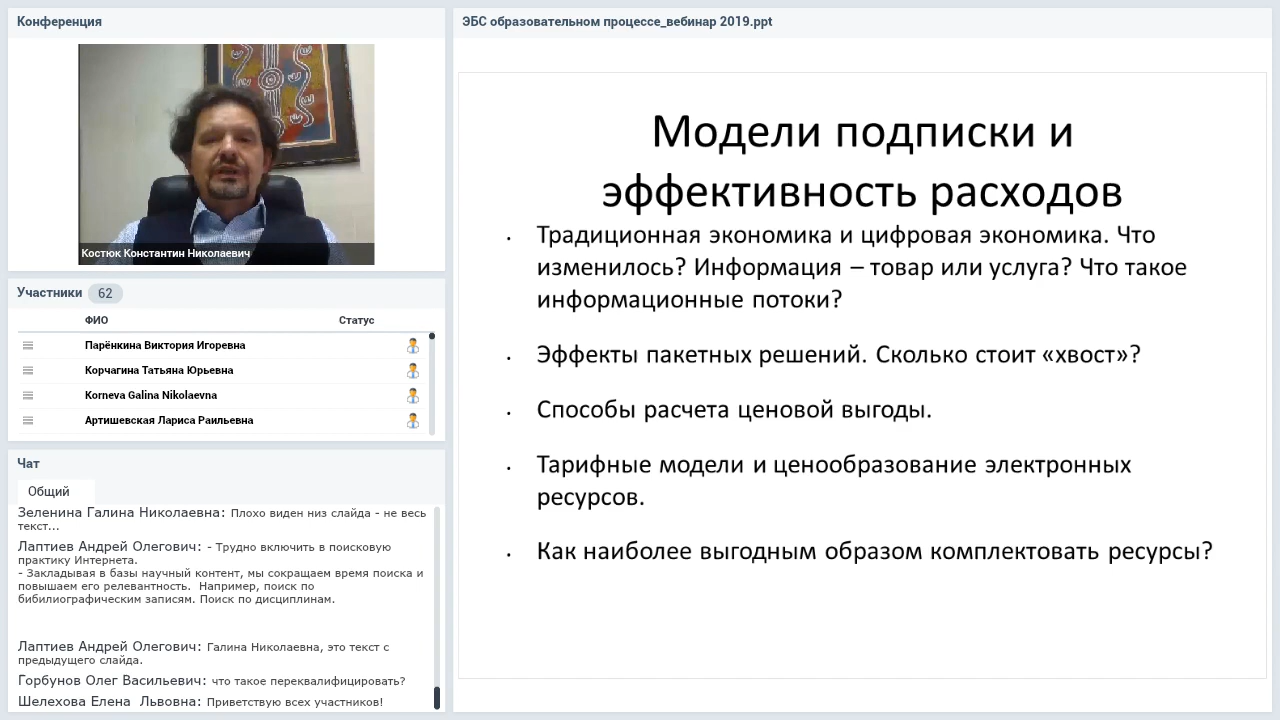 Конференция
Костюк Константин Николаевич
Участники 62
ФИО Статус
Парёнкина Виктория Игоревна
Корчагина Татьяна Юрьевна
Korneva Galina Nikolaevna
Артишевская Лариса Раильевна
Чат
Общий
Зеленина Галина Николаевна: Плохо виден низ слайда - не весь
текст...
Лаптиев Андрей Олегович: - Трудно включить в поисковую
практику Интернета.
- Закладывая в базы научный контент, мы сокращаем время поиска и
повышаем его релевантность. Например, поиск по
бибилиографическим записям. Поиск по дисциплинам.
Лаптиев Андрей Олегович: Галина Николаевна, это текст с
предыдущего слайда.
Горбунов Олег Васильевич: что такое переквалифицировать?
Шелехова Елена Львовна: Приветствую всех участников!
ЭБС образовательном процессе_вебинар 2019.ppt
Модели подписки и
эффективность расходов
• Традиционная экономика и цифровая экономика. Что
изменилось? Информация – товар или услуга? Что такое
информационные потоки?
• Эффекты пакетных решений. Сколько стоит «хвост»?
• Способы расчета ценовой выгоды.
• Тарифные модели и ценообразование электронных
ресурсов.
• Как наиболее выгодным образом комплектовать ресурсы?